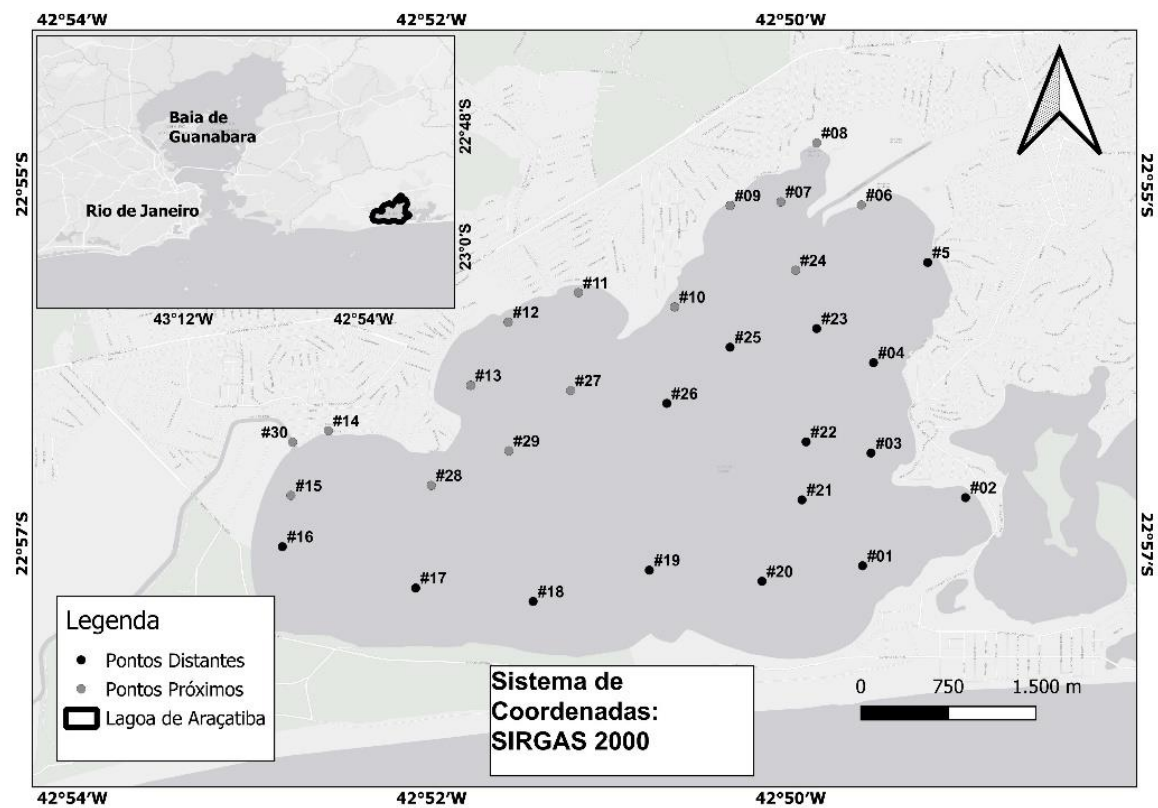 42°54'W 42°52'W 42°50'W
Baia de
Guanabara
Rio de Janeiro
22°48'S
23°0'S
43°12'W 42°54'W
22°55'S
22°55'S
#08
#09
#07
#06
#24
#5
#11
#10
#12
#23
#25
#04
#13
#27
#26
#14
#30
#22
#03
#29
#28
#15
#21
#02
#16
22°57'S
22°57'S
#19
#01
#17
#20
#18
Legenda
Pontos Distantes
Pontos Próximos
Lagoa de Araçatiba
Sistema de
Coordenadas:
SIRGAS 2000
0 750 1.500 m
42°54'W 42°52'W 42°50'W